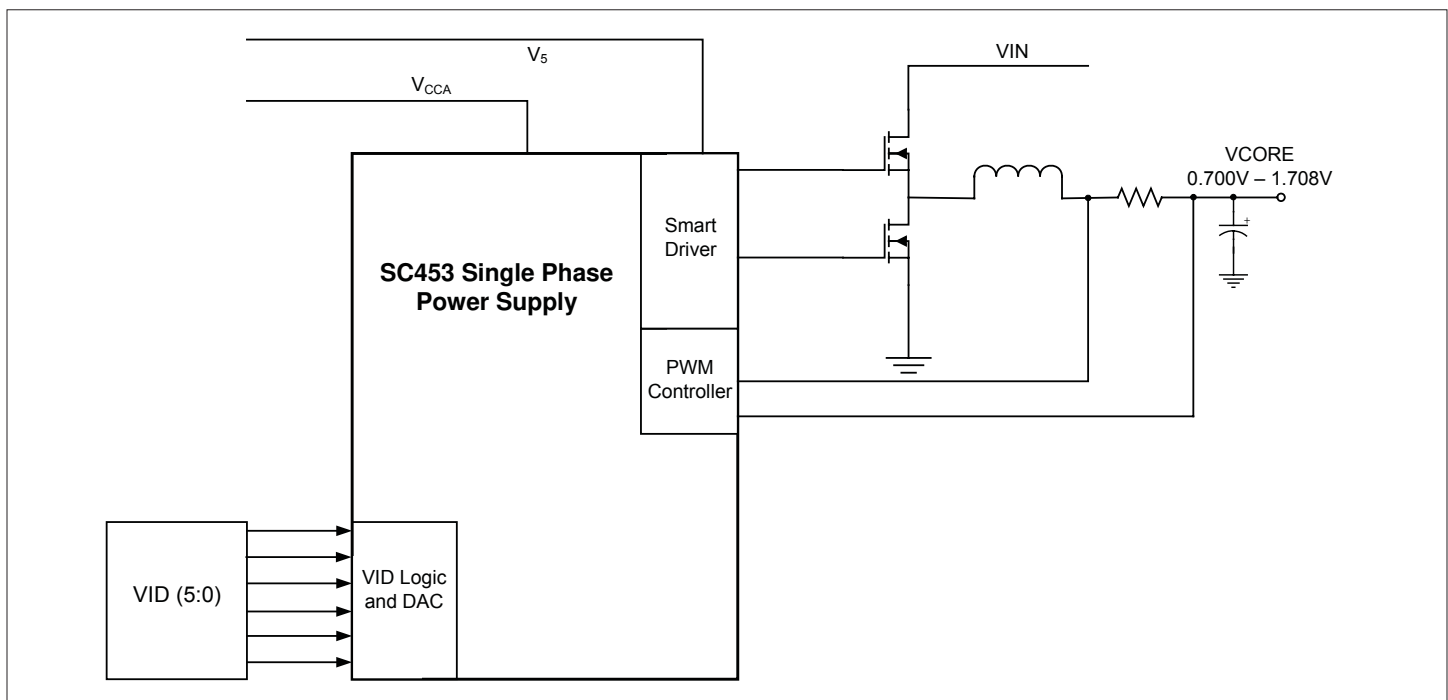 V5
VIN
VCCA
VCORE
0.700V – 1.708V
Smart
Driver
SC453 Single Phase
Power Supply
PWM
Controller
VID (5:0)
VID Logic
and DAC
+